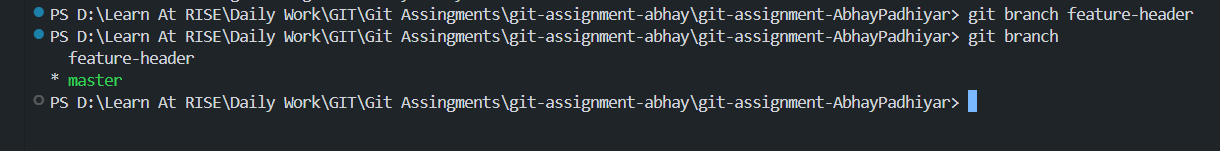 PS D:\Learn At RISE\Daily Work\GIT\Git Assingments\git-assignment-abhay\git-assignment-AbhayPadhiyar> git branch feature-header
PS D:\Learn At RISE\Daily Work\GIT\Git Assingments\git-assignment-abhay\git-assignment-AbhayPadhiyar> git branch
  feature-header
* master
PS D:\Learn At RISE\Daily Work\GIT\Git Assingments\git-assignment-abhay\git-assignment-AbhayPadhiyar>